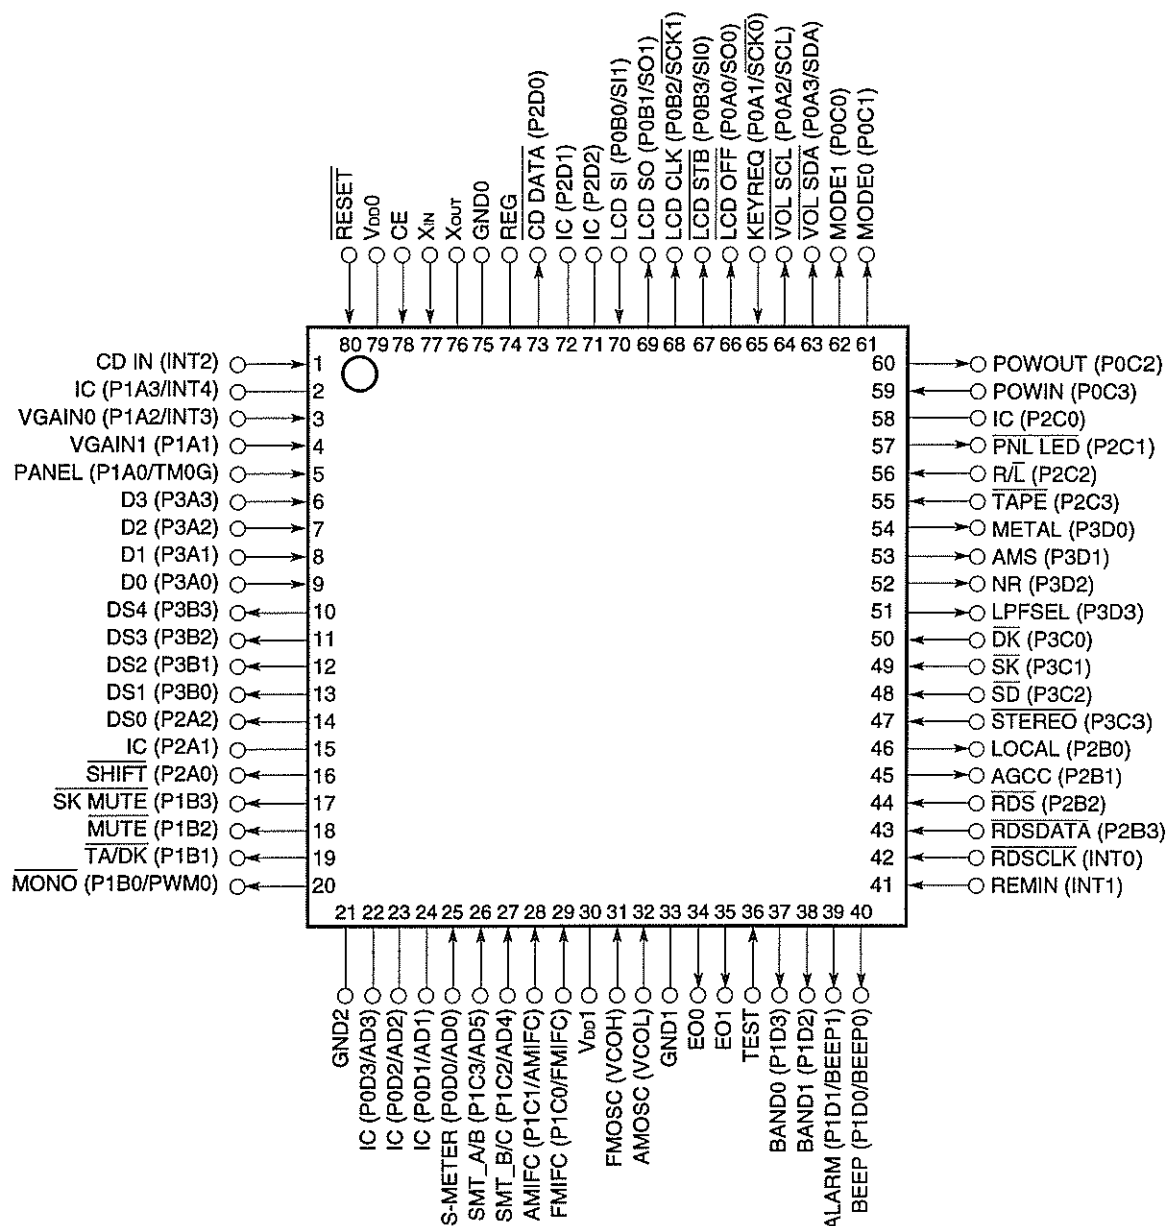 RESET
VDD0
CE
XIN
XOUT
GND0
REG
CD DATA (P2D0)
IC (P2D1)
IC (P2D2)
LCD SI (P0B0/SI1)
LCD SO (P0B1/SO1)
LCD CLK (P0B2/SCK1)
LCD STB (P0B3/SI0)
LCD OFF (P0A0/SO0)
KEYREQ (P0A1/SCK0)
VOL SCL (P0A2/SCL)
VOL SDA (P0A3/SDA)
MODE1 (P0C0)
MODE0 (P0C1)
80 79 78 77 76 75 74 73 72 71 70 69 68 67 66 65 64 63 62 61
CD IN (INT2) 1
IC (P1A3/INT4) 2
VGAIN0 (P1A2/INT3) 3
VGAIN1 (P1A1) 4
PANEL (P1A0/TM0G) 5
D3 (P3A3) 6
D2 (P3A2) 7
D1 (P3A1) 8
D0 (P3A0) 9
DS4 (P3B3) 10
DS3 (P3B2) 11
DS2 (P3B1) 12
DS1 (P3B0) 13
DS0 (P2A2) 14
IC (P2A1) 15
SHIFT (P2A0) 16
SK MUTE (P1B3) 17
MUTE (P1B2) 18
TA/DK (P1B1) 19
MONO (P1B0/PWM0) 20
60 POWOUT (P0C2)
59 POWIN (P0C3)
58 IC (P2C0)
57 PNL LED (P2C1)
56 R/L (P2C2)
55 TAPE (P2C3)
54 METAL (P3D0)
53 AMS (P3D1)
52 NR (P3D2)
51 LPFSEL (P3D3)
50 DK (P3C0)
49 SK (P3C1)
48 SD (P3C2)
47 STEREO (P3C3)
46 LOCAL (P2B0)
45 AGCC (P2B1)
44 RDS (P2B2)
43 RDSDATA (P2B3)
42 RDSCLK (INT0)
41 REMIN (INT1)
21 22 23 24 25 26 27 28 29 30 31 32 33 34 35 36 37 38 39 40
GND2
IC (P0D3/AD3)
IC (P0D2/AD2)
IC (P0D1/AD1)
S-METER (P0D0/AD0)
SMT_A/B (P1C3/AD5)
SMT_B/C (P1C2/AD4)
AMIFC (P1C1/AMIFC)
FMIFC (P1C0/FMIFC)
VDD1
FMOSC (VCOH)
AMOSC (VCOL)
GND1
EO0
EO1
TEST
BAND0 (P1D3)
BAND1 (P1D2)
ALARM (P1D1/BEEP1)
BEEP (P1D0/BEEP0)